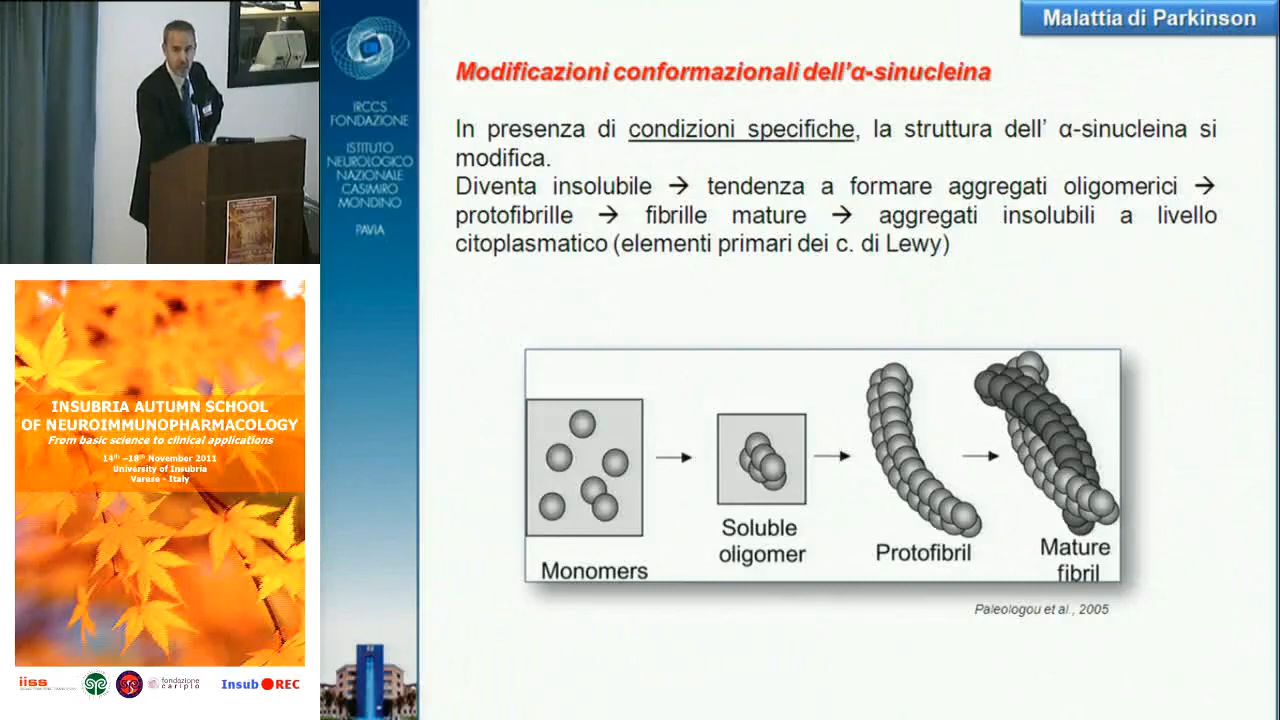 Malattia di Parkinson
Modificazioni conformazionali dell'α-sinucleina
In presenza di condizioni specifiche, la struttura dell' α-sinucleina si
modifica.
Diventa insolubile → tendenza a formare aggregati oligomerici →
protofibrille → fibrille mature → aggregati insolubili a livello
citoplasmatico (elementi primari dei c. di Lewy)
Monomers
Soluble
oligomer
Protofibril
Mature
fibril
Paleologou et al., 2005
IRCCS
FONDAZIONE
ISTITUTO
NEUROLOGICO
NAZIONALE
CASIMIRO
MONDINO
PAVIA
INSUBRIA AUTUMN SCHOOL
OF NEUROIMMUNOPHARMACOLOGY
From basic science to clinical applications
14th –18th November 2011
University of Insubria
Varese - Italy
iiss
fondazione
cariplo
Insub REC